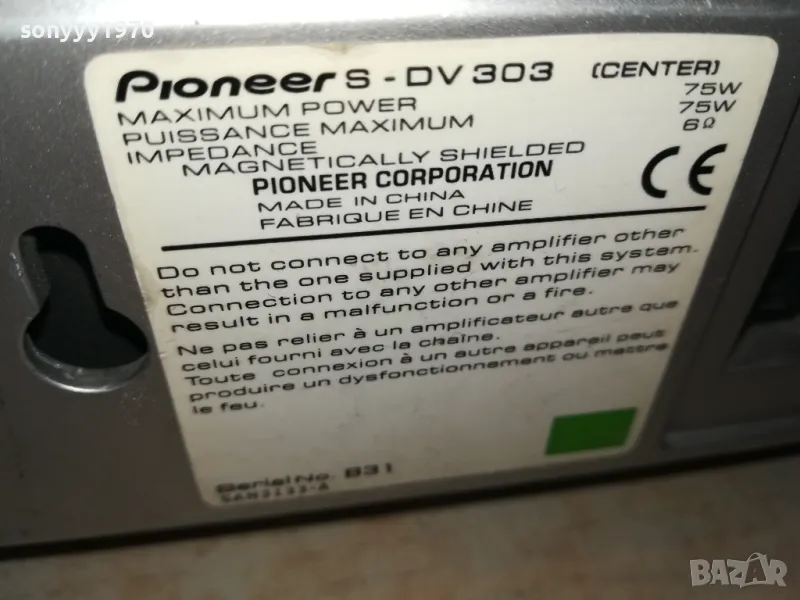 sonyyy1970
Pioneer S-DV303 (CENTER)
MAXIMUM POWER 75W
PUISSANCE MAXIMUM 75W
IMPEDANCE 6Ω
MAGNETICALLY SHIELDED
PIONEER CORPORATION
MADE IN CHINA
FABRIQUE EN CHINE
CE
Do not connect to any amplifier other
than the one supplied with this system.
Connection to any other amplifier may
result in a malfunction or a fire.
Ne pas relier à un amplificateur autre que
celui fourni avec la chaîne.
Toute connexion à un autre appareil peut
produire un dysfonctionnement ou mettre
le feu.
Serial No. B31
BAZAR